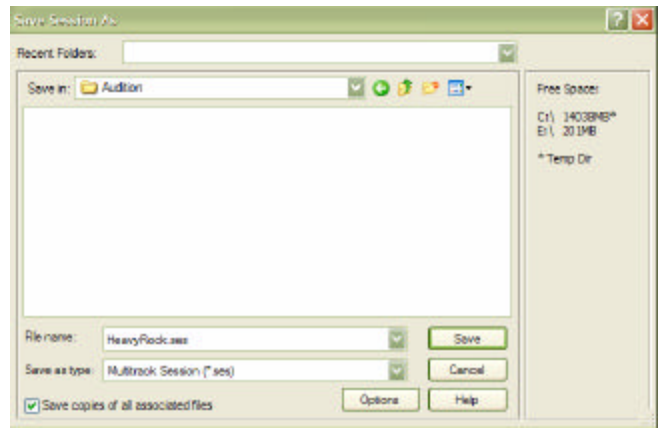 Save Session As
Recent Folders:
Save in: Audition
Free Space:
C:\ 14038MB*
E:\ 201MB
* Temp Dir
File name: HeavyRock.ses Save
Save as type: Multitrack Session (*.ses) Cancel
Save copies of all associated files Options Help